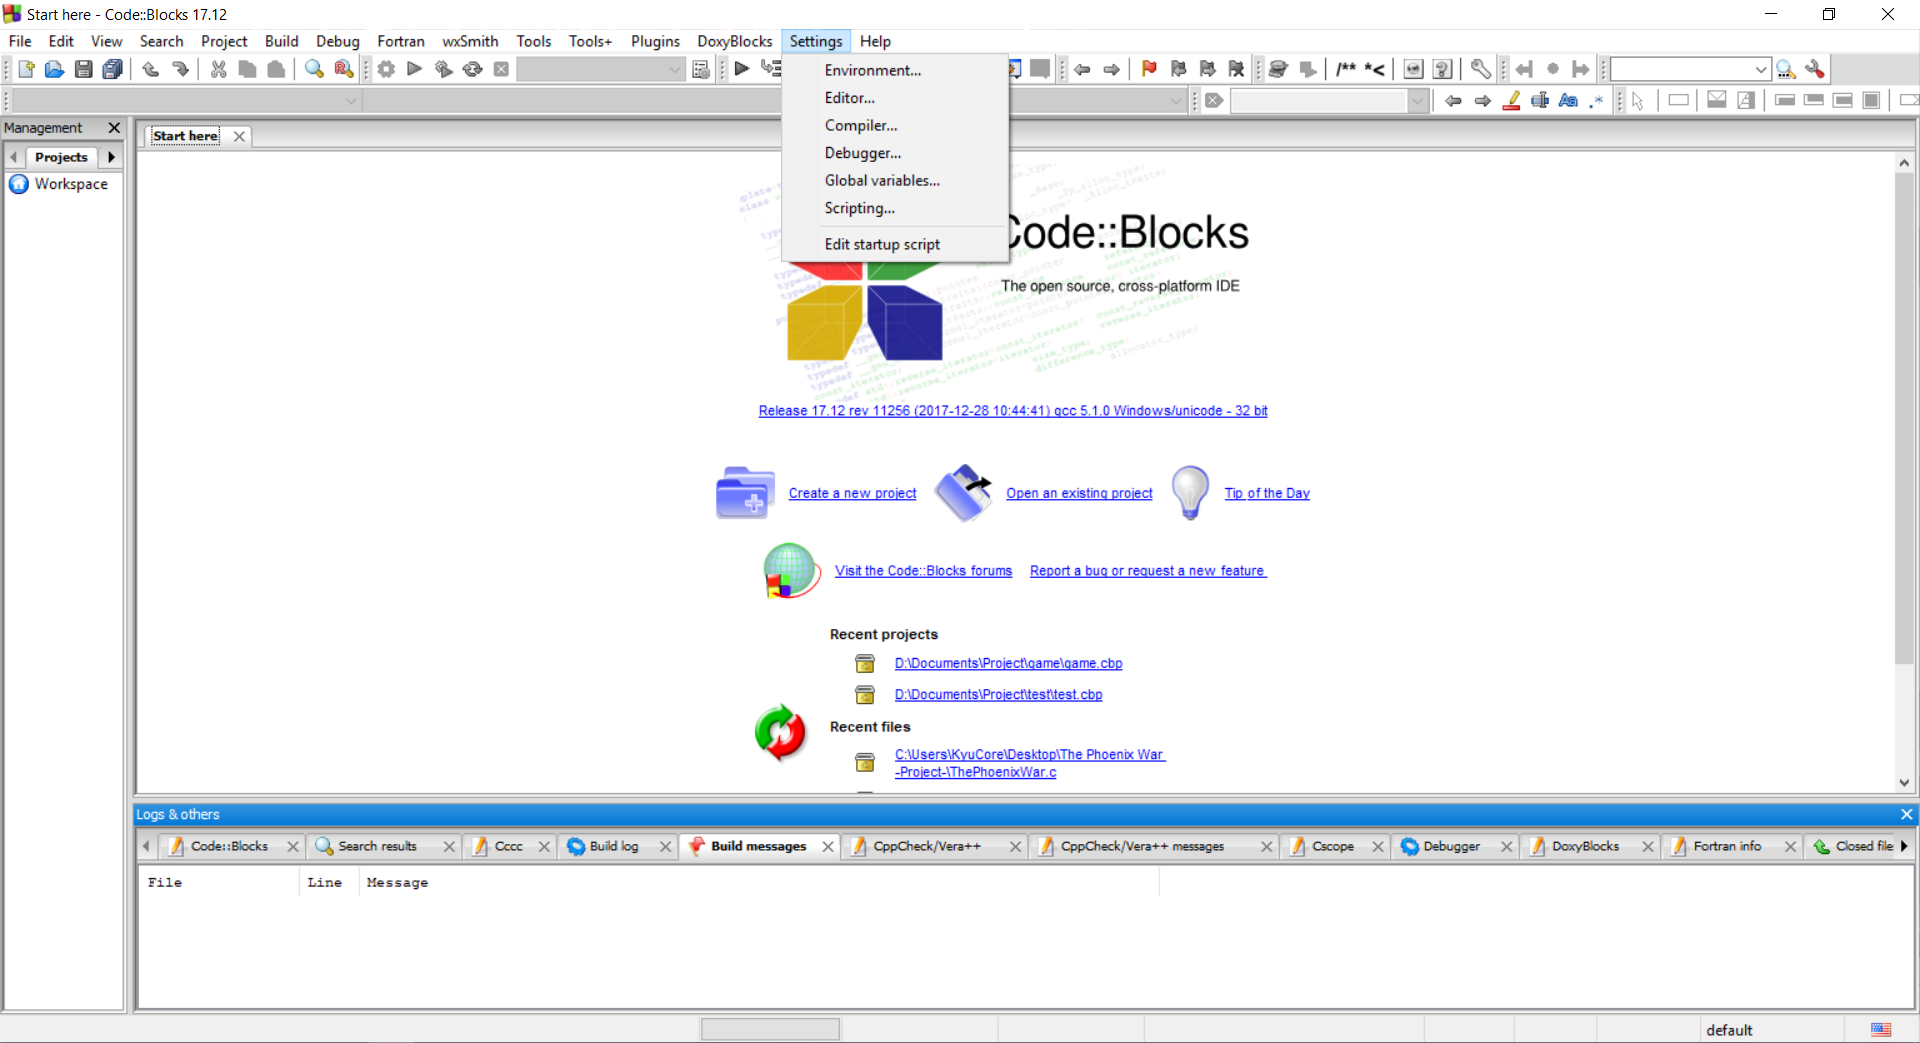 Start here - Code::Blocks 17.12
File Edit View Search Project Build Debug Fortran wxSmith Tools Tools+ Plugins DoxyBlocks Settings Help
/** *<
Aa .*
Environment...
Editor...
Compiler...
Debugger...
Global variables...
Scripting...
Edit startup script
Management
Projects
Workspace
Start here
Code::Blocks
The open source, cross-platform IDE
Release 17.12 rev 11256 (2017-12-28 10:44:41) gcc 5.1.0 Windows/unicode - 32 bit
Create a new project Open an existing project Tip of the Day
Visit the Code::Blocks forums Report a bug or request a new feature
Recent projects
D:\Documents\Project\game\game.cbp
D:\Documents\Project\test\test.cbp
Recent files
C:\Users\KyuCore\Desktop\The Phoenix War
-Project-\ThePhoenixWar.c
Logs & others
Code::Blocks Search results Cccc Build log Build messages CppCheck/Vera++ CppCheck/Vera++ messages Cscope Debugger DoxyBlocks Fortran info Closed file
File Line Message
default